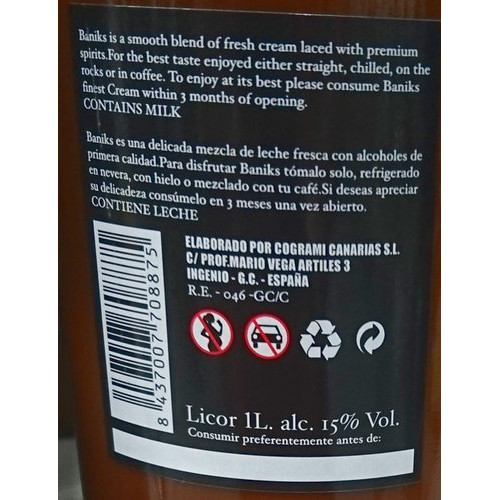 Baniks is a smooth blend of fresh cream laced with premium
spirits.For the best taste enjoyed either straight, chilled, on the
rocks or in coffee. To enjoy at its best please consume Baniks
finest Cream within 3 months of opening.
CONTAINS MILK
Baniks es una delicada mezcla de leche fresca con alcoholes de
primera calidad.Para disfrutar Baniks tómalo solo, refrigerado
en nevera, con hielo o mezclado con tu café.Si deseas apreciar
su delicadeza consúmelo en 3 meses una vez abierto.
CONTIENE LECHE
ELABORADO POR COGRAMI CANARIAS S.L.
C/ PROF.MARIO VEGA ARTILES 3
INGENIO - G.C. - ESPAÑA
R.E. - 046 -GC/C
8 437007 708875
Licor 1L. alc. 15% Vol.
Consumir preferentemente antes de: